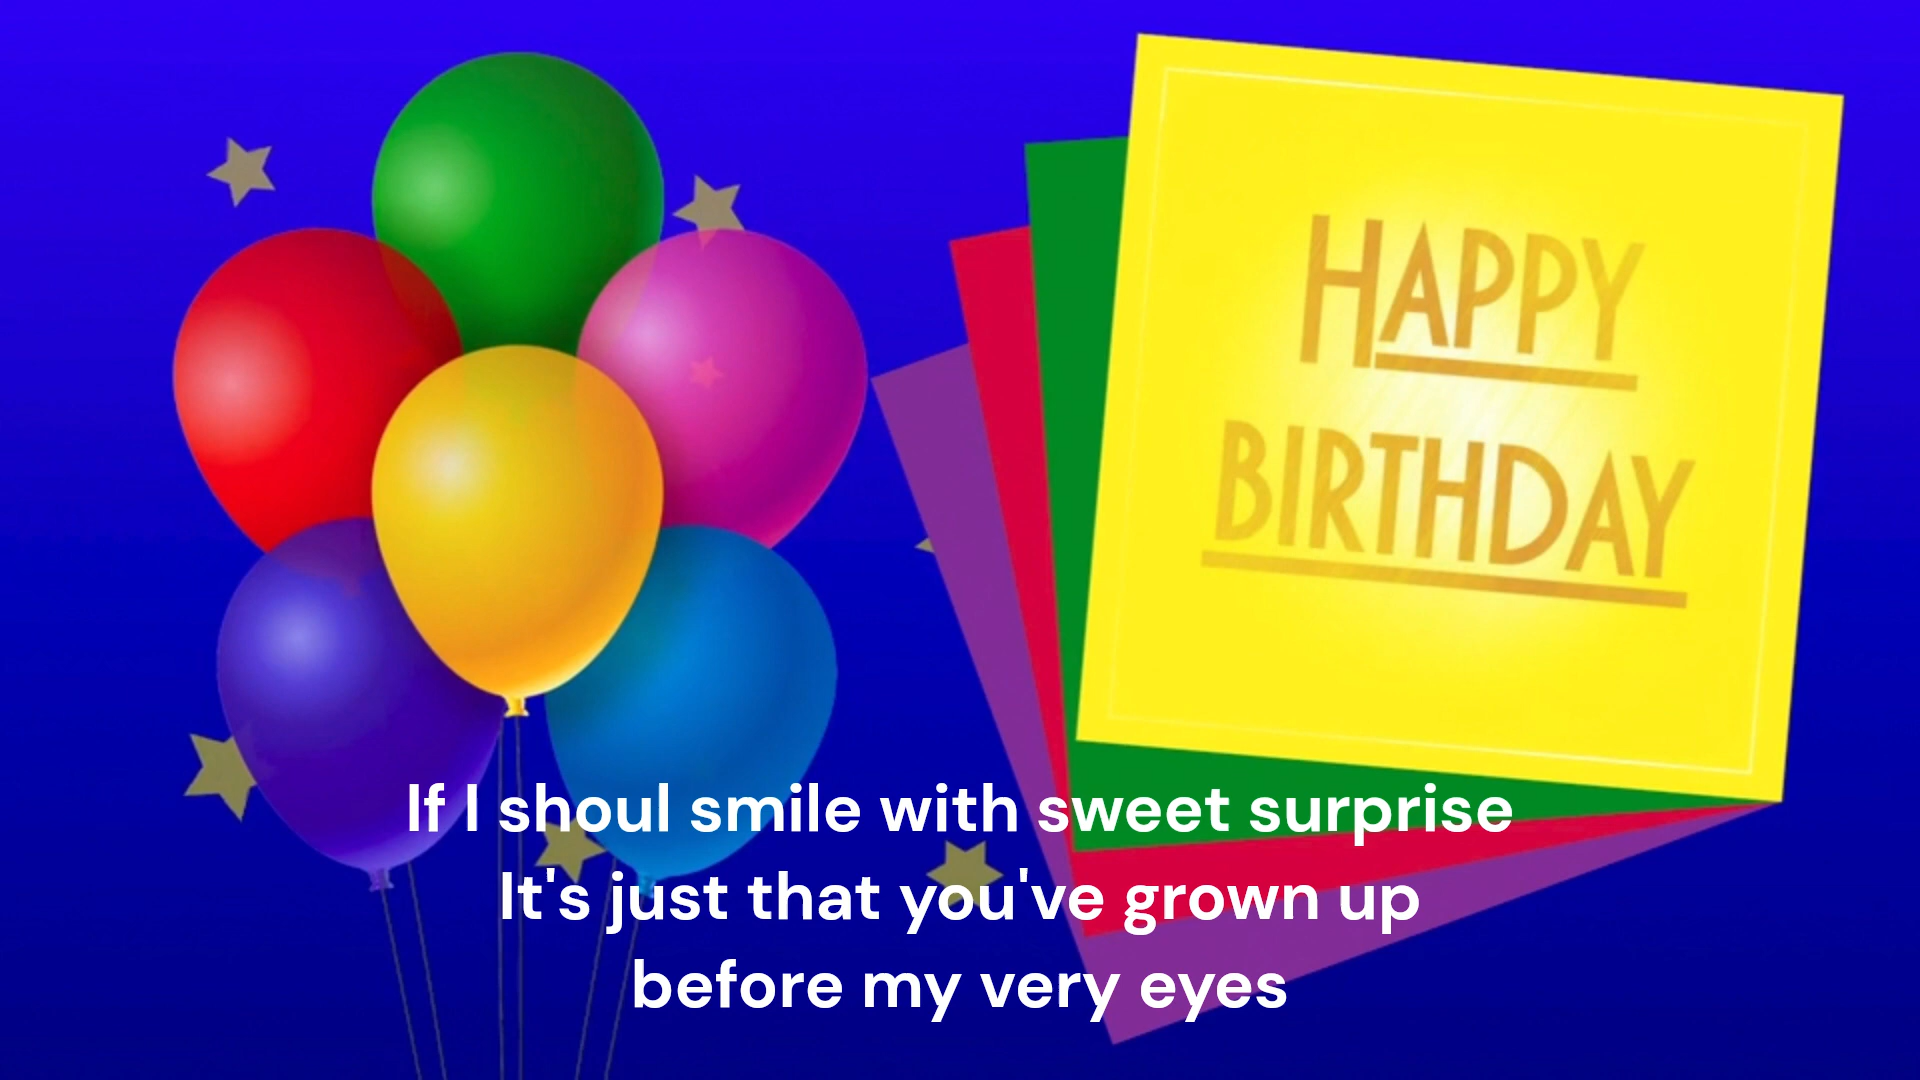 HAPPY
BIRTHDAY
If I shoul smile with sweet surprise
It's just that you've grown up
before my very eyes